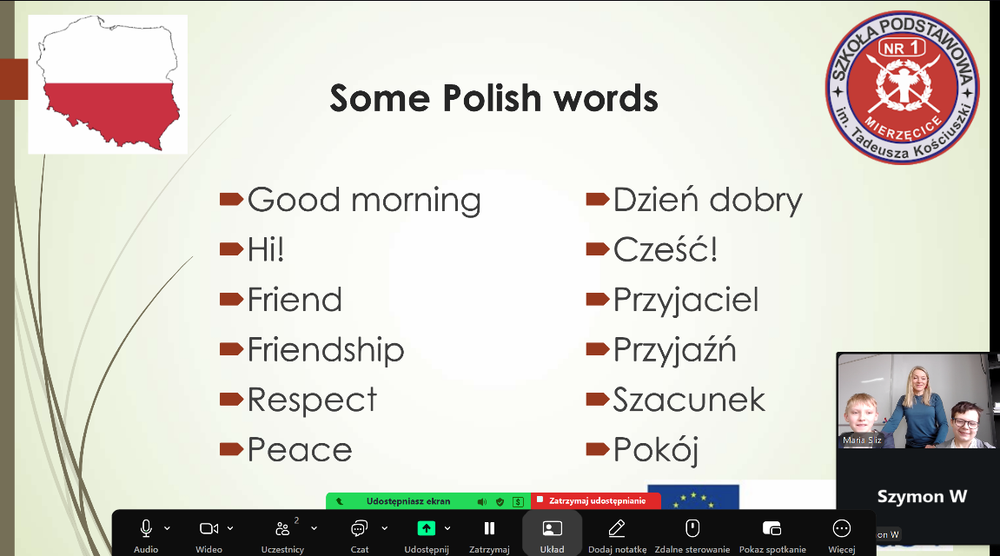 SZKOŁA PODSTAWOWA
NR 1
MIERZĘCICE
im. Tadeusza Kościuszki
Some Polish words
Good morning
Hi!
Friend
Friendship
Respect
Peace
Dzień dobry
Cześć!
Przyjaciel
Przyjaźń
Szacunek
Pokój
Maria Śliz
Szymon W
on W
Udostępniasz ekran
Zatrzymaj udostępnianie
2
Audio
Wideo
Uczestnicy
Czat
Udostępnij
Zatrzymaj
Układ
Dodaj notatkę
Zdalne sterowanie
Pokaz spotkanie
Więcej